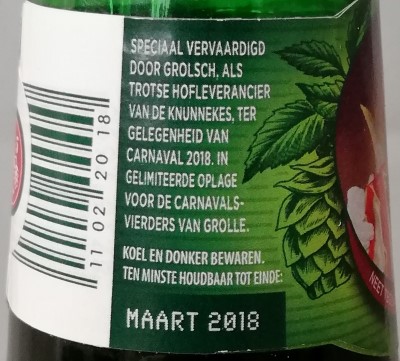 SPECIAAL VERVAARDIGD
DOOR GROLSCH, ALS
TROTSE HOFLEVERANCIER
VAN DE KNUNNEKES, TER
GELEGENHEID VAN
CARNAVAL 2018. IN
GELIMITEERDE OPLAGE
VOOR DE CARNAVALS-
VIERDERS VAN GROLLE.
KOEL EN DONKER BEWAREN.
TEN MINSTE HOUDBAAR TOT EINDE:
MAART 2018
11 02 20 18
NEET